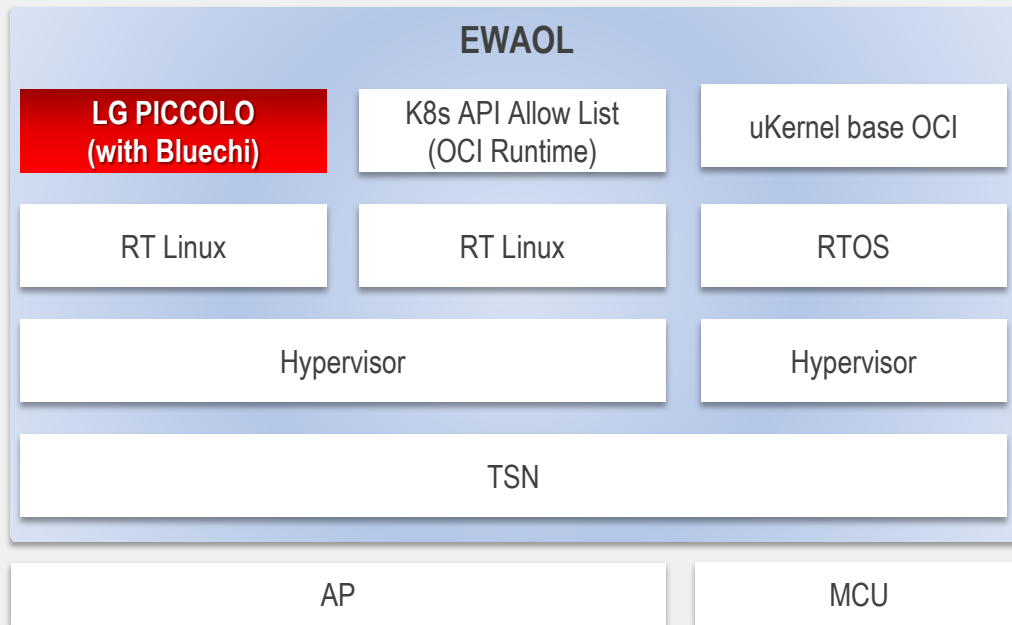 EWAOL
LG PICCOLO
(with Bluechi)
K8s API Allow List
(OCI Runtime)
uKernel base OCI
RT Linux
RT Linux
RTOS
Hypervisor
Hypervisor
TSN
AP
MCU